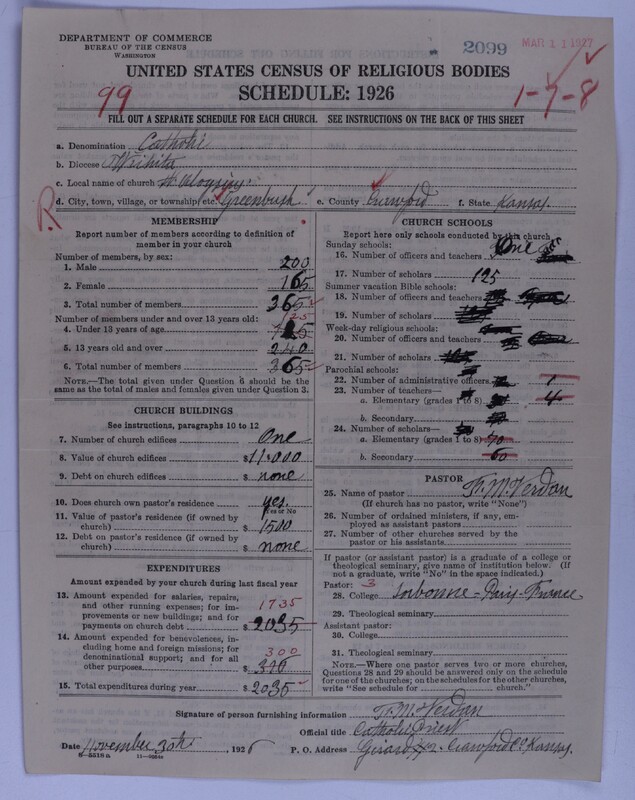 DEPARTMENT OF COMMERCE
BUREAU OF THE CENSUS
WASHINGTON
2099
MAR 11 1927
UNITED STATES CENSUS OF RELIGIOUS BODIES
SCHEDULE: 1926
99
1-7-8
FILL OUT A SEPARATE SCHEDULE FOR EACH CHURCH. SEE INSTRUCTIONS ON THE BACK OF THIS SHEET
a. Denomination Catholic
b. Diocese Wichita
c. Local name of church St Aloysius
d. City, town, village, or township, etc. Greenbush e. County Crawford f. State Kansas.
R
MEMBERSHIP
Report number of members according to definition of member in your church
Number of members, by sex:
1. Male 200
2. Female 165
3. Total number of members 365
Number of members under and over 13 years old:
125
4. Under 13 years of age 125
5. 13 years old and over 240
6. Total number of members 365
NOTE.—The total given under Question 6 should be the same as the total of males and females given under Question 3.
CHURCH BUILDINGS
See instructions, paragraphs 10 to 12
7. Number of church edifices One
8. Value of church edifices $ 11.000
9. Debt on church edifices $ none
10. Does church own pastor's residence yes.
Yes or No
11. Value of pastor's residence (if owned by church) $ 1500
12. Debt on pastor's residence (if owned by church) $ none
EXPENDITURES
Amount expended by your church during last fiscal year
13. Amount expended for salaries, repairs, and other running expenses; for improvements or new buildings; and for payments on church debt 1735 $ 2035
14. Amount expended for benevolences, including home and foreign missions; for denominational support; and for all other purposes 300 $ 300
15. Total expenditures during year $ 2035
CHURCH SCHOOLS
Report here only schools conducted by this church
Sunday schools:
16. Number of officers and teachers One
17. Number of scholars 125
Summer vacation Bible schools:
18. Number of officers and teachers
19. Number of scholars
Week-day religious schools:
20. Number of officers and teachers
21. Number of scholars
Parochial schools:
22. Number of administrative officers 1
23. Number of teachers—
a. Elementary (grades 1 to 8) 4
b. Secondary
24. Number of scholars—
a. Elementary (grades 1 to 8) 70
b. Secondary 60
PASTOR
25. Name of pastor Fr. M. Verdon
(If church has no pastor, write "None")
26. Number of ordained ministers, if any, employed as assistant pastors
27. Number of other churches served by the pastor or his assistants
If pastor (or assistant pastor) is a graduate of a college or theological seminary, give name of institution below. (If not a graduate, write "No" in the space indicated.)
Pastor: 3
28. College Sorbonne - Paris - France
29. Theological seminary
Assistant pastor:
30. College
31. Theological seminary
NOTE.—Where one pastor serves two or more churches, Questions 28 and 29 should be answered only on the schedule for one of the churches; on the schedules for the other churches, write "See schedule for church."
Signature of person furnishing information Fr. M. Verdon
Official title Catholic Priest
Date November 30th, 1926 P. O. Address Girard #2 - Crawford Co. Kansas.
8-5518a